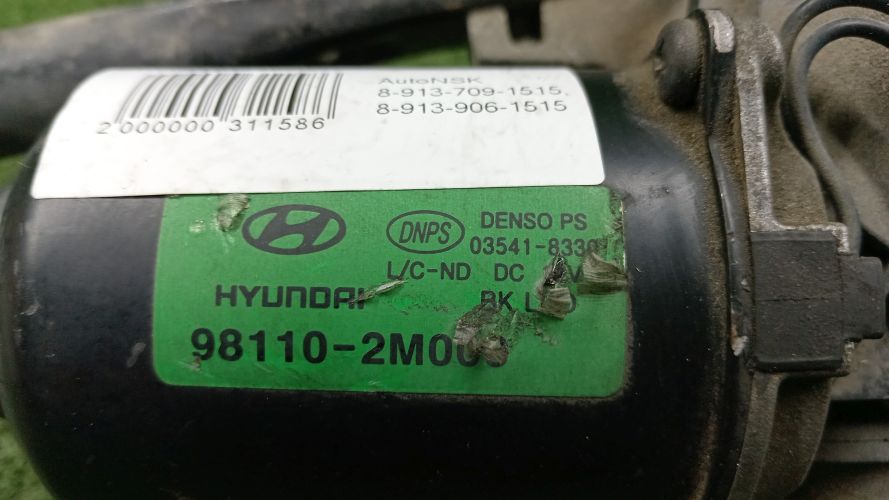 AutoNSK
8-913-709-1515,
8-913-906-1515
2 000000 311586
HYUNDAI
DNPS
DENSO PS
L/C-ND DC